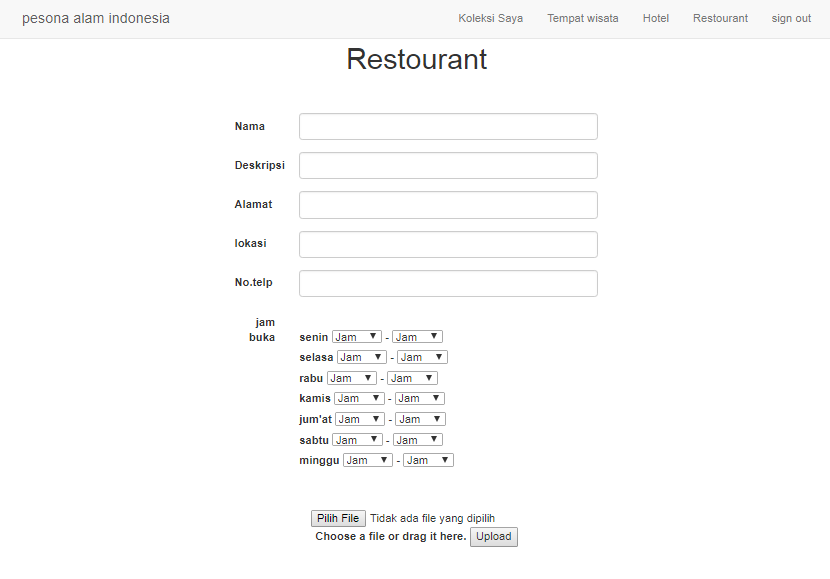 pesona alam indonesia Koleksi Saya Tempat wisata Hotel Restourant sign out
Restourant
Nama
Deskripsi
Alamat
lokasi
No.telp
jam
buka
senin Jam - Jam
selasa Jam - Jam
rabu Jam - Jam
kamis Jam - Jam
jum'at Jam - Jam
sabtu Jam - Jam
minggu Jam - Jam
Pilih File Tidak ada file yang dipilih
Choose a file or drag it here. Upload